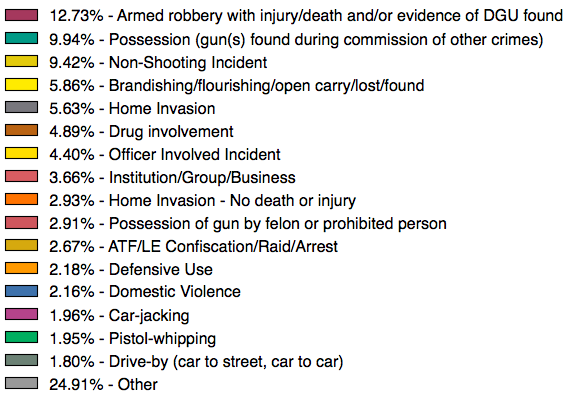 12.73% - Armed robbery with injury/death and/or evidence of DGU found
9.94% - Possession (gun(s) found during commission of other crimes)
9.42% - Non-Shooting Incident
5.86% - Brandishing/flourishing/open carry/lost/found
5.63% - Home Invasion
4.89% - Drug involvement
4.40% - Officer Involved Incident
3.66% - Institution/Group/Business
2.93% - Home Invasion - No death or injury
2.91% - Possession of gun by felon or prohibited person
2.67% - ATF/LE Confiscation/Raid/Arrest
2.18% - Defensive Use
2.16% - Domestic Violence
1.96% - Car-jacking
1.95% - Pistol-whipping
1.80% - Drive-by (car to street, car to car)
24.91% - Other